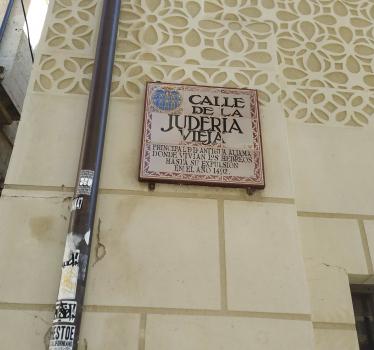 CALLE
DE LA
JUDERIA
VIEJA
PRINCIPAL DE LA ANTIGUA ALJAMA
DONDE VIVIAN LOS HEBREOS
HASTA SU EXPULSION
EN EL AÑO 1492.